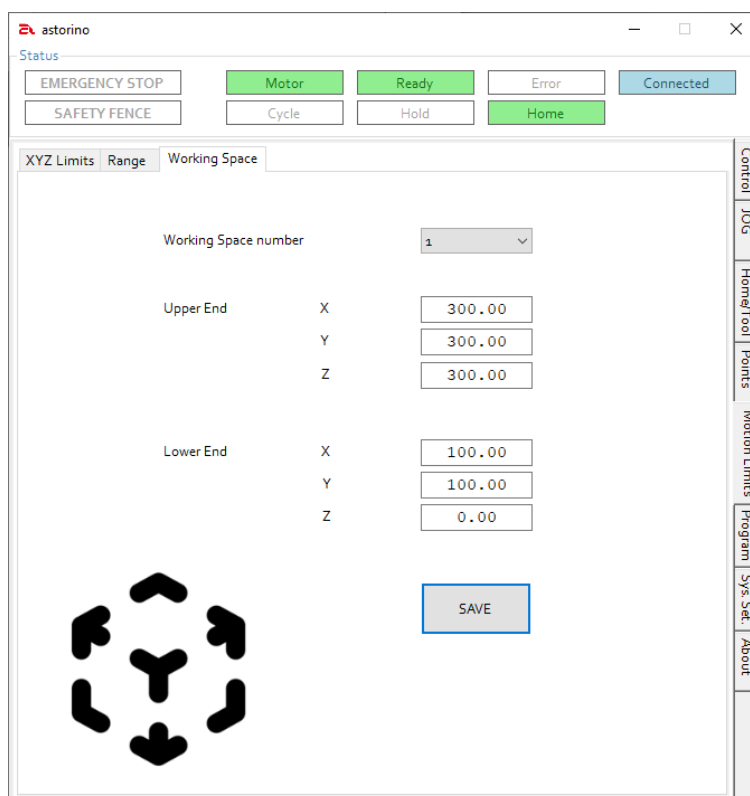 astorino
Status
EMERGENCY STOP Motor Ready Error Connected
SAFETY FENCE Cycle Hold Home
XYZ Limits Range Working Space
Working Space number 1
Upper End X 300.00
Y 300.00
Z 300.00
Lower End X 100.00
Y 100.00
Z 0.00
SAVE
Control
JOG
Home/Tool
Points
Motion Limits
Program
Sys. Set.
About